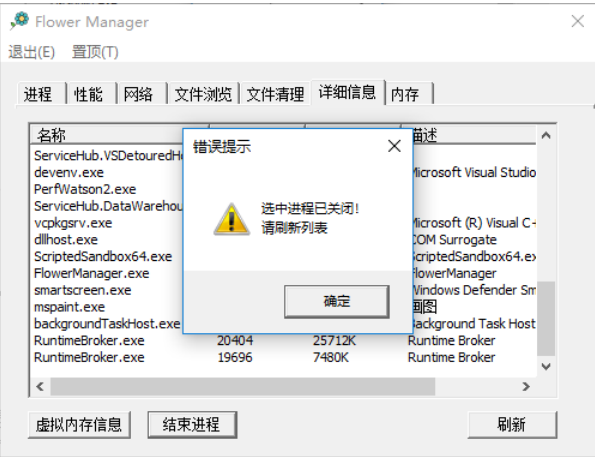 Flower Manager
退出(E) 置顶(T)
进程 性能 网络 文件浏览 文件清理 详细信息 内存
名称 描述
错误提示
选中进程已关闭!
请刷新列表
确定
ServiceHub.VSDetouredH
devenv.exe Microsoft Visual Studio
PerfWatson2.exe
ServiceHub.DataWarehou
vcpkgsrv.exe Microsoft (R) Visual C+
dllhost.exe COM Surrogate
ScriptedSandbox64.exe ScriptedSandbox64.ex
FlowerManager.exe FlowerManager
smartscreen.exe Windows Defender Sm
mspaint.exe 画图
backgroundTaskHost.exe Background Task Host
RuntimeBroker.exe 20404 25712K Runtime Broker
RuntimeBroker.exe 19696 7480K Runtime Broker
虚拟内存信息 结束进程 刷新